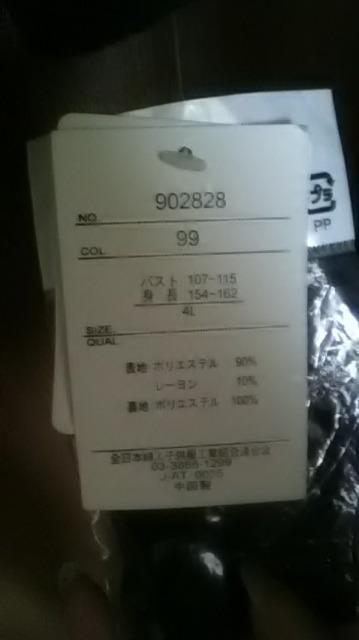 NO. 902828
COL 99
バスト 107-115
身長 154-162
4L
SIZE.
QUAL
表地 ポリエステル 90%
レーヨン 10%
裏地 ポリエステル 100%
全日本婦人子供服工業組合連合会
J-AT
中国製
プラ
PP